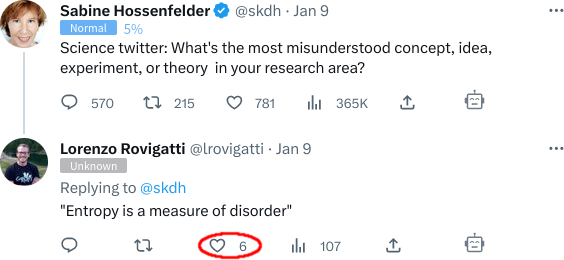 Sabine Hossenfelder @skdh · Jan 9
Normal 5%
Science twitter: What's the most misunderstood concept, idea,
experiment, or theory in your research area?
570 215 781 365K
Lorenzo Rovigatti @lrovigatti · Jan 9
Unknown
Replying to @skdh
"Entropy is a measure of disorder"
6 107